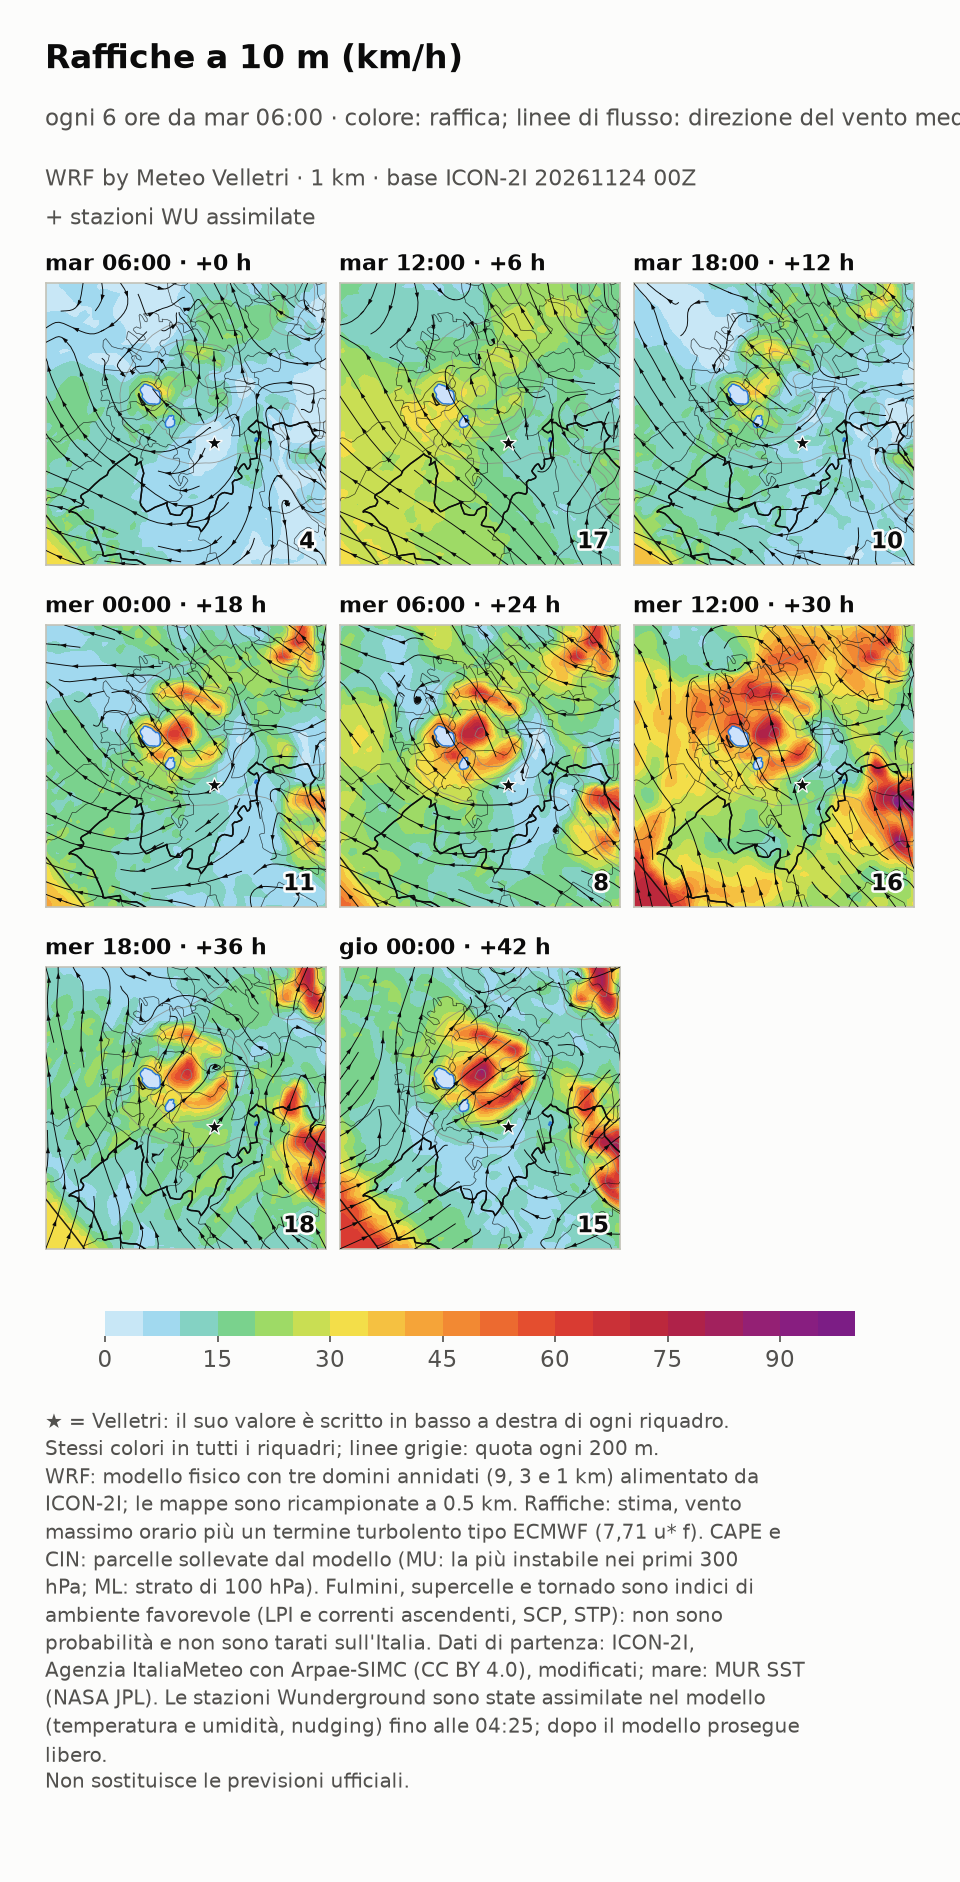 Raffiche a 10 m (km/h)
ogni 6 ore da mar 06:00 · colore: raffica; linee di flusso: direzione del vento
WRF by Meteo Velletri · 1 km · base ICON-2I 20261124 00Z
+ stazioni WU assimilate
mar 06:00 · +0 h
mar 12:00 · +6 h
mar 18:00 · +12 h
4
17
10
mer 00:00 · +18 h
mer 06:00 · +24 h
mer 12:00 · +30 h
11
8
16
mer 18:00 · +36 h
gio 00:00 · +42 h
18
15
0 15 30 45 60 75 90
★ = Velletri: il suo valore è scritto in basso a destra di ogni riquadro.
Stessi colori in tutti i riquadri; linee grigie: quota ogni 200 m.
WRF: modello fisico con tre domini annidati (9, 3 e 1 km) alimentato da
ICON-2I; le mappe sono ricampionate a 0.5 km. Raffiche: stima, vento
massimo orario più un termine turbolento tipo ECMWF (7,71 u* f). CAPE e
CIN: parcelle sollevate dal modello (MU: la più instabile nei primi 300
hPa; ML: strato di 100 hPa). Fulmini, supercelle e tornado sono indici di
ambiente favorevole (LPI e correnti ascendenti, SCP, STP): non sono
probabilità e non sono tarati sull'Italia. Dati di partenza: ICON-2I,
Agenzia ItaliaMeteo con Arpae-SIMC (CC BY 4.0), modificati; mare: MUR SST
(NASA JPL). Le stazioni Wunderground sono state assimilate nel modello
(temperatura e umidità, nudging) fino alle 04:25; dopo il modello prosegue
libero.
Non sostituisce le previsioni ufficiali.